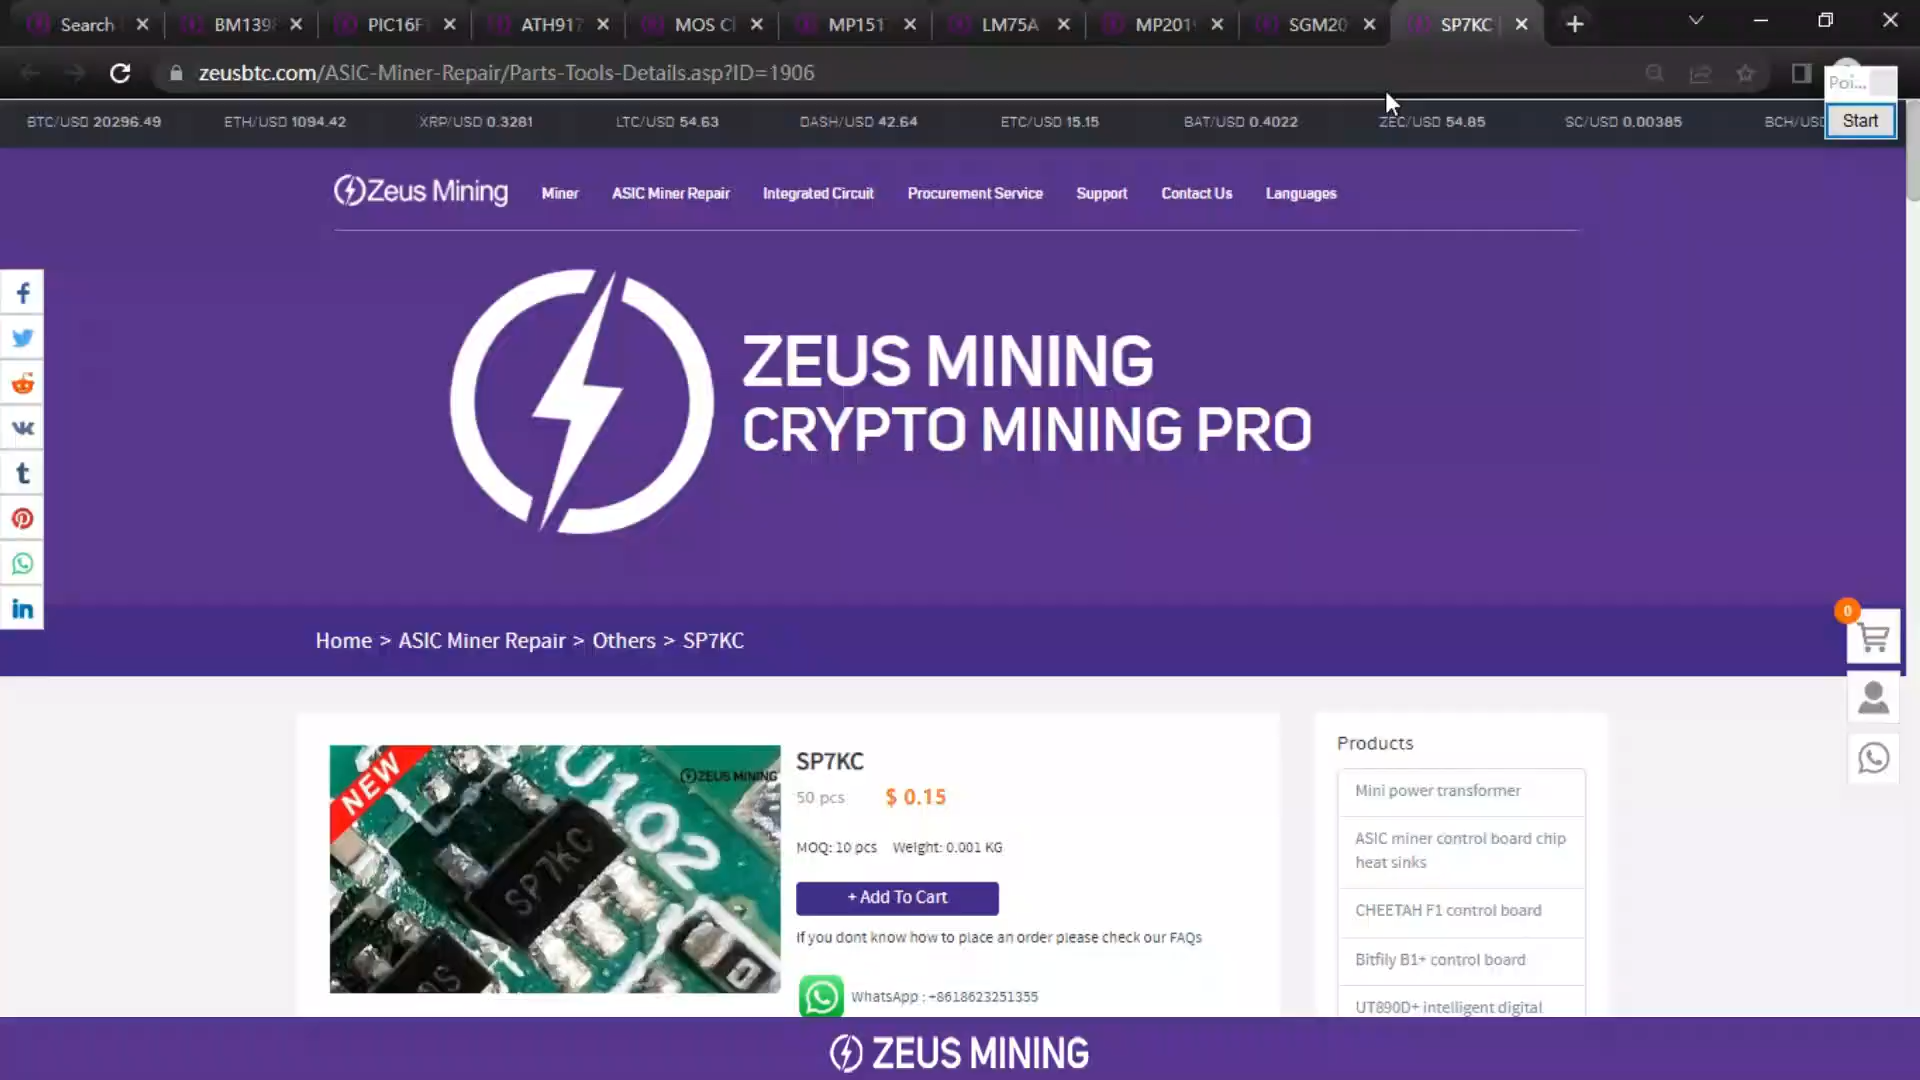 Search
BM1398
PIC16F
ATH917
MOS C
MP151
LM75A
MP2019
SGM20
SP7KC
zeusbtc.com/ASIC-Miner-Repair/Parts-Tools-Details.asp?ID=1906
Poi...
Start
BTC/USD 20296.49 ETH/USD 1094.42 XRP/USD 0.3281 LTC/USD 54.63 DASH/USD 42.64 ETC/USD 15.15 BAT/USD 0.4022 ZEC/USD 54.85 SC/USD 0.00385 BCH/USD
Zeus Mining
Miner
ASIC Miner Repair
Integrated Circuit
Procurement Service
Support
Contact Us
Languages
ZEUS MINING
CRYPTO MINING PRO
0
Home > ASIC Miner Repair > Others > SP7KC
NEW
ZEUS MINING
U102
SP7KC
SP7KC
50 pcs $ 0.15
MOQ: 10 pcs Weight: 0.001 KG
+ Add To Cart
If you dont know how to place an order please check our FAQs
WhatsApp : +8618623251355
Products
Mini power transformer
ASIC miner control board chip
heat sinks
CHEETAH F1 control board
Bitfily B1+ control board
UT890D+ intelligent digital
ZEUS MINING